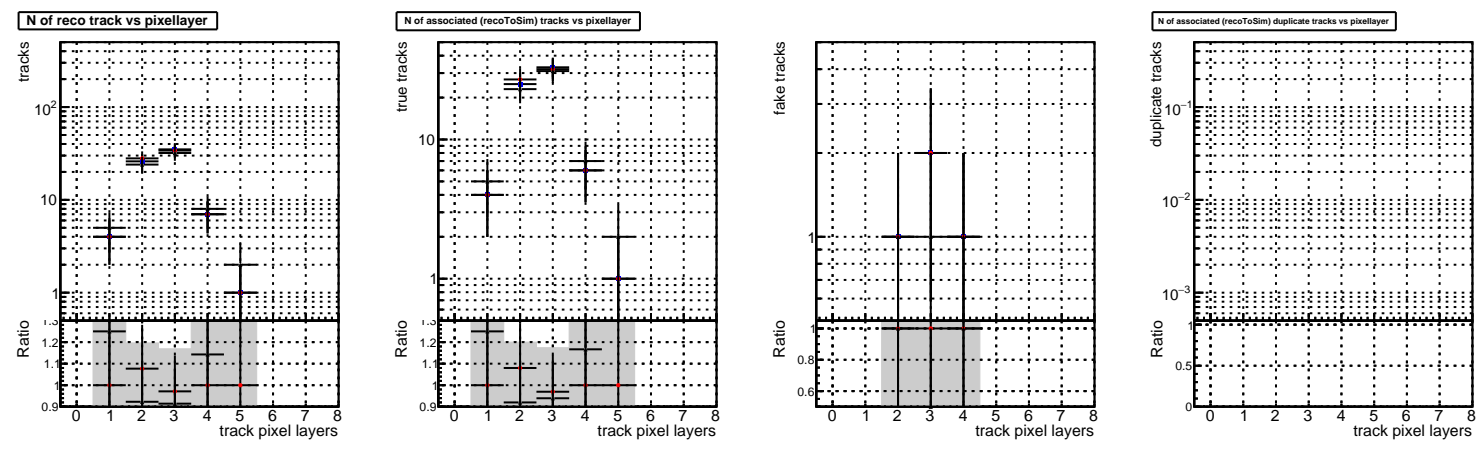 N of reco track vs pixellayer
tracks
10²
10
1
Ratio
1.3
1.2
1.1
1
0.9
0 1 2 3 4 5 6 7 8
track pixel layers
N of associated (recoToSim) tracks vs pixellayer
true tracks
10
1
Ratio
1.3
1.2
1.1
1
0.9
0 1 2 3 4 5 6 7 8
track pixel layers
fake tracks
1
Ratio
1
0.8
0.6
0 1 2 3 4 5 6 7 8
track pixel layers
N of associated (recoToSim) duplicate tracks vs pixellayer
duplicate tracks
10⁻¹
10⁻²
10⁻³
Ratio
1
0.5
0
0 1 2 3 4 5 6 7 8
track pixel layers